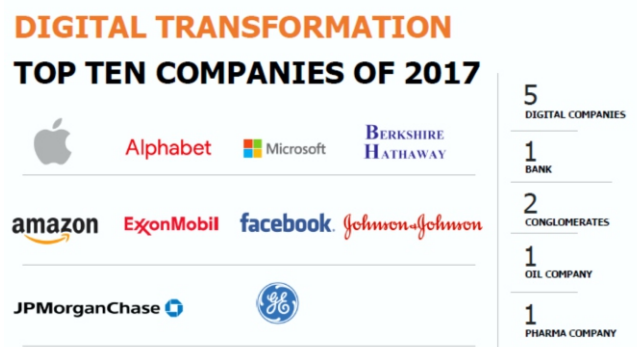 DIGITAL TRANSFORMATION
TOP TEN COMPANIES OF 2017
Alphabet
Microsoft
BERKSHIRE
HATHAWAY
amazon
ExxonMobil
facebook.
Johnson&Johnson
JPMorganChase
GE
5
DIGITAL COMPANIES
1
BANK
2
CONGLOMERATES
1
OIL COMPANY
1
PHARMA COMPANY